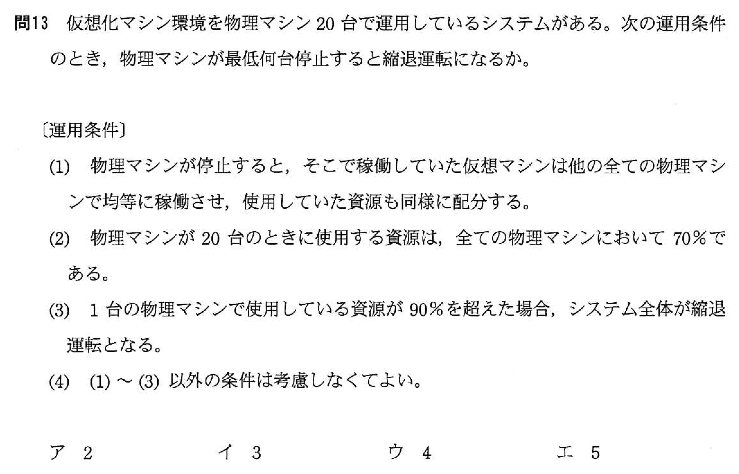 問13 仮想化マシン環境を物理マシン 20 台で運用しているシステムがある。次の運用条件
のとき，物理マシンが最低何台停止すると縮退運転になるか。
〔運用条件〕
(1) 物理マシンが停止すると，そこで稼働していた仮想マシンは他の全ての物理マシ
ンで均等に稼働させ，使用していた資源も同様に配分する。
(2) 物理マシンが 20 台のときに使用する資源は，全ての物理マシンにおいて 70％で
ある。
(3) 1 台の物理マシンで使用している資源が 90％を超えた場合，システム全体が縮退
運転となる。
(4) (1)～(3) 以外の条件は考慮しなくてよい。
ア 2 イ 3 ウ 4 エ 5